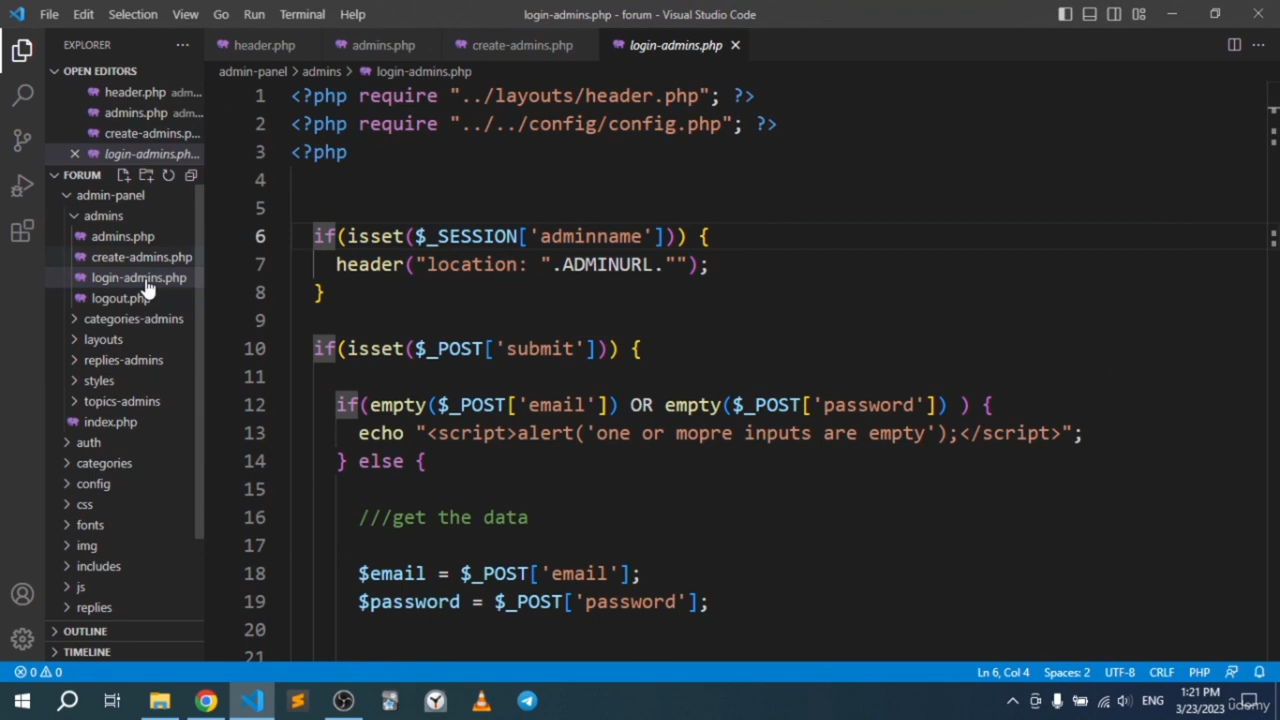 File Edit Selection View Go Run Terminal Help login-admins.php - forum - Visual Studio Code
EXPLORER
header.php admins.php create-admins.php login-admins.php
OPEN EDITORS
header.php adm...
admins.php adm...
create-admins.p...
login-admins.ph...
FORUM
admin-panel
admins
admins.php
create-admins.php
login-admins.php
logout.php
categories-admins
layouts
replies-admins
styles
topics-admins
index.php
auth
categories
config
css
fonts
img
includes
js
replies
OUTLINE
TIMELINE
admin-panel > admins > login-admins.php
1 <?php require "../layouts/header.php"; ?>
2 <?php require "../../config/config.php"; ?>
3 <?php
4
5
6 if(isset($_SESSION['adminname'])) {
7 header("location: ".ADMINURL."");
8 }
9
10 if(isset($_POST['submit'])) {
11
12 if(empty($_POST['email']) OR empty($_POST['password']) ) {
13 echo "<script>alert('one or mopre inputs are empty');</script>";
14 } else {
15
16 ///get the data
17
18 $email = $_POST['email'];
19 $password = $_POST['password'];
20
21
0 0 Ln 6, Col 4 Spaces: 2 UTF-8 CRLF PHP
ENG 1:21 PM
3/23/2023
udemy